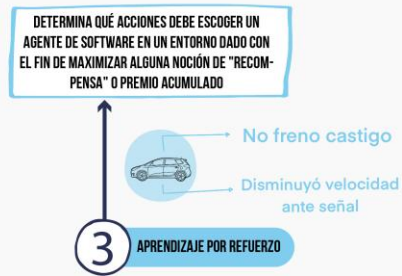 DETERMINA QUÉ ACCIONES DEBE ESCOGER UN
AGENTE DE SOFTWARE EN UN ENTORNO DADO CON
EL FIN DE MAXIMIZAR ALGUNA NOCIÓN DE "RECOM-
PENSA" O PREMIO ACUMULADO
No freno castigo
Disminuyó velocidad
ante señal
3 APRENDIZAJE POR REFUERZO